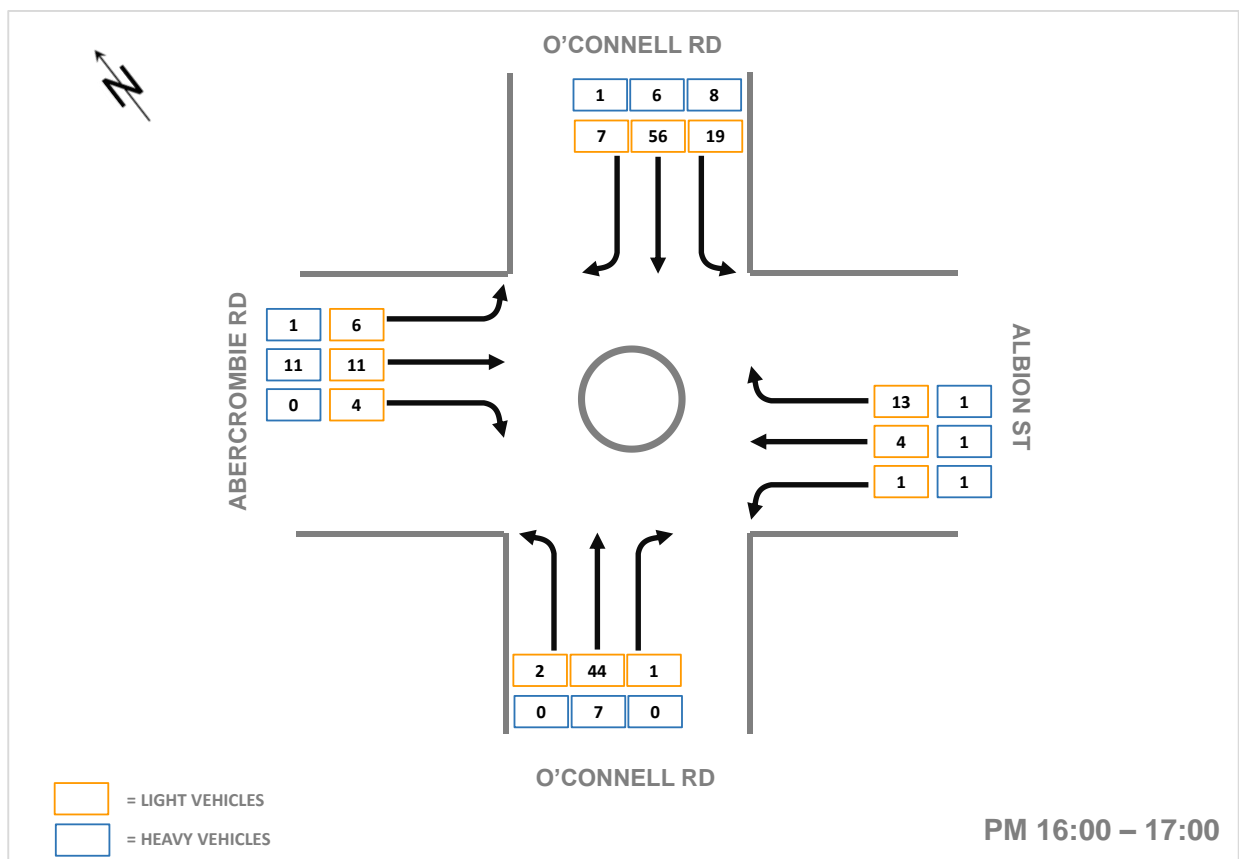 O'CONNELL RD
N
1 6 8
7 56 19
ABERCROMBIE RD
1 6
11 11
0 4
ALBION ST
13 1
4 1
1 1
2 44 1
0 7 0
O'CONNELL RD
= LIGHT VEHICLES
= HEAVY VEHICLES
PM 16:00 – 17:00